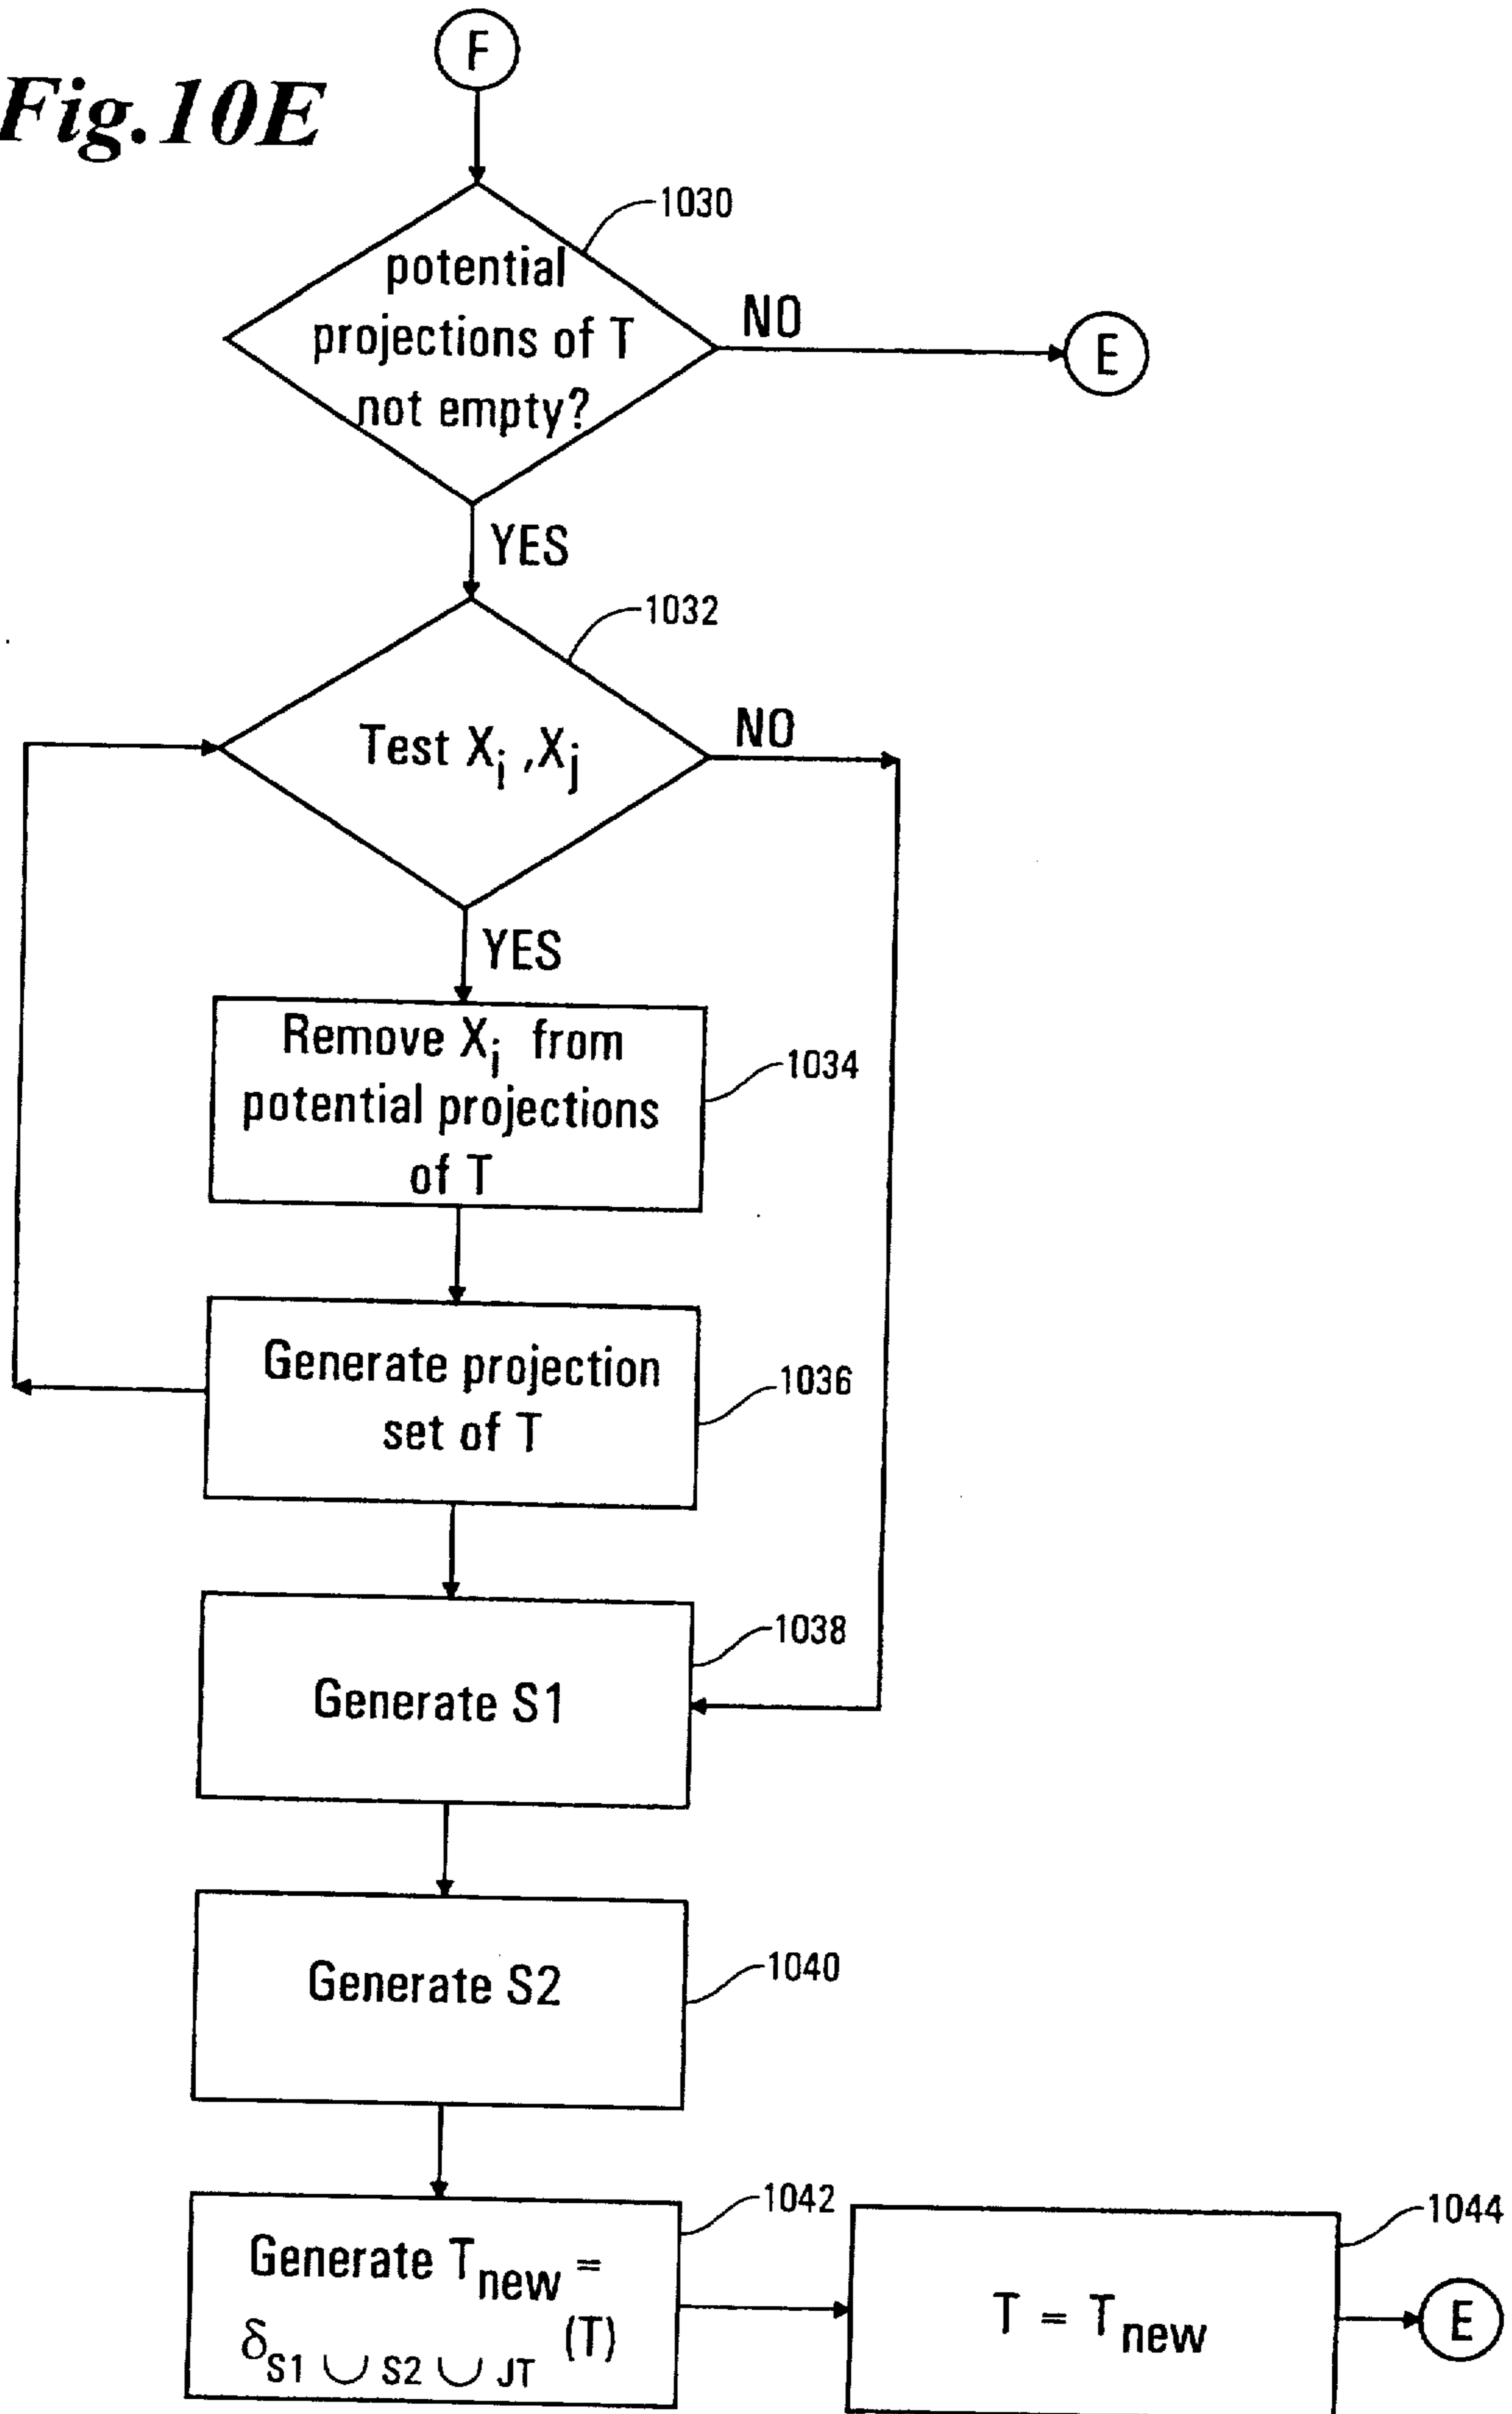 Fig.10E
F
1030
potential
projections of T
not empty?
NO
E
YES
1032
Test Xi ,Xj
NO
YES
Remove Xi from
potential projections
of T
1034
Generate projection
set of T
1036
Generate S1
1038
Generate S2
1040
Generate Tnew =
δS1 ∪ S2 ∪ JT (T)
1042
T = Tnew
1044
E